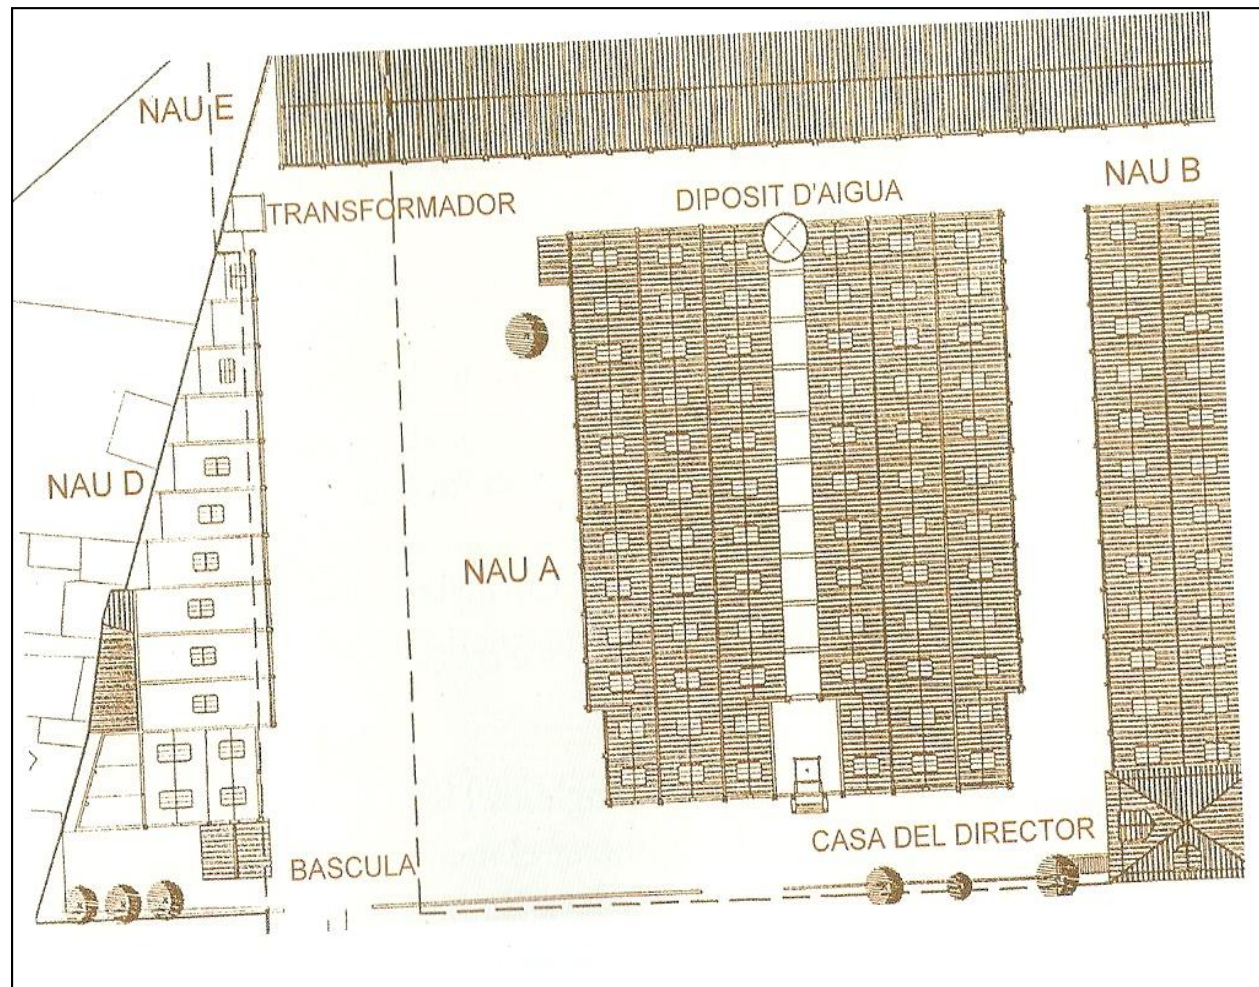 NAU E
TRANSFORMADOR
DIPOSIT D'AIGUA
NAU B
NAU D
NAU A
CASA DEL DIRECTOR
BASCULA